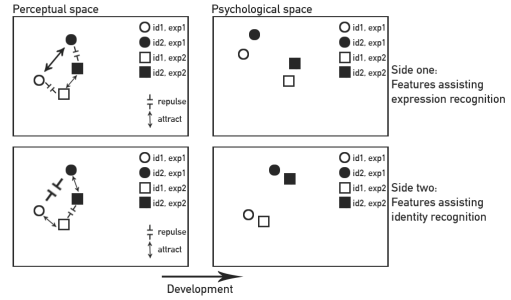 Perceptual space
Psychological space
id1, exp1
id2, exp1
id1, exp2
id2, exp2
repulse
attract
id1, exp1
id2, exp1
id1, exp2
id2, exp2
Side one:
Features assisting
expression recognition
id1, exp1
id2, exp1
id1, exp2
id2, exp2
repulse
attract
id1, exp1
id2, exp1
id1, exp2
id2, exp2
Side two:
Features assisting
identity recognition
Development